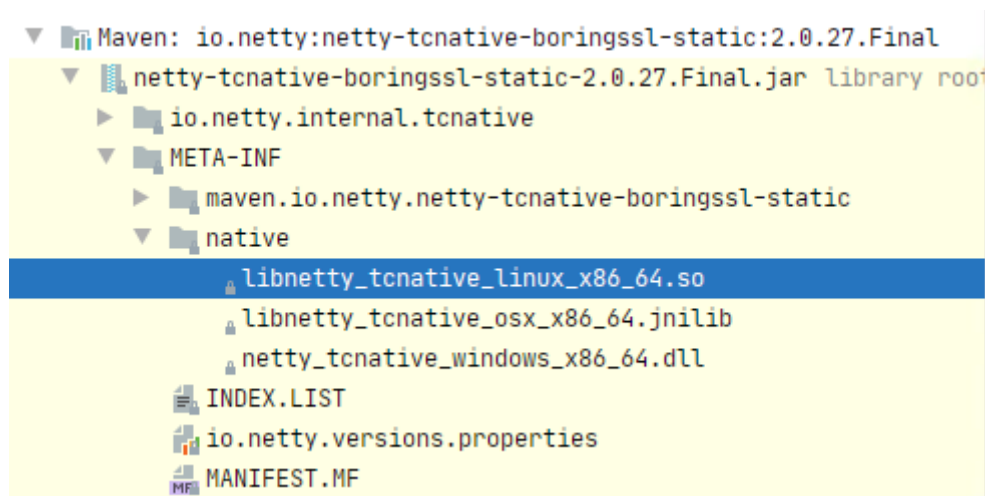 Maven: io.netty:netty-tcnative-boringssl-static:2.0.27.Final
netty-tcnative-boringssl-static-2.0.27.Final.jar library root
io.netty.internal.tcnative
META-INF
maven.io.netty.netty-tcnative-boringssl-static
native
libnetty_tcnative_linux_x86_64.so
libnetty_tcnative_osx_x86_64.jnilib
netty_tcnative_windows_x86_64.dll
INDEX.LIST
io.netty.versions.properties
MF MANIFEST.MF